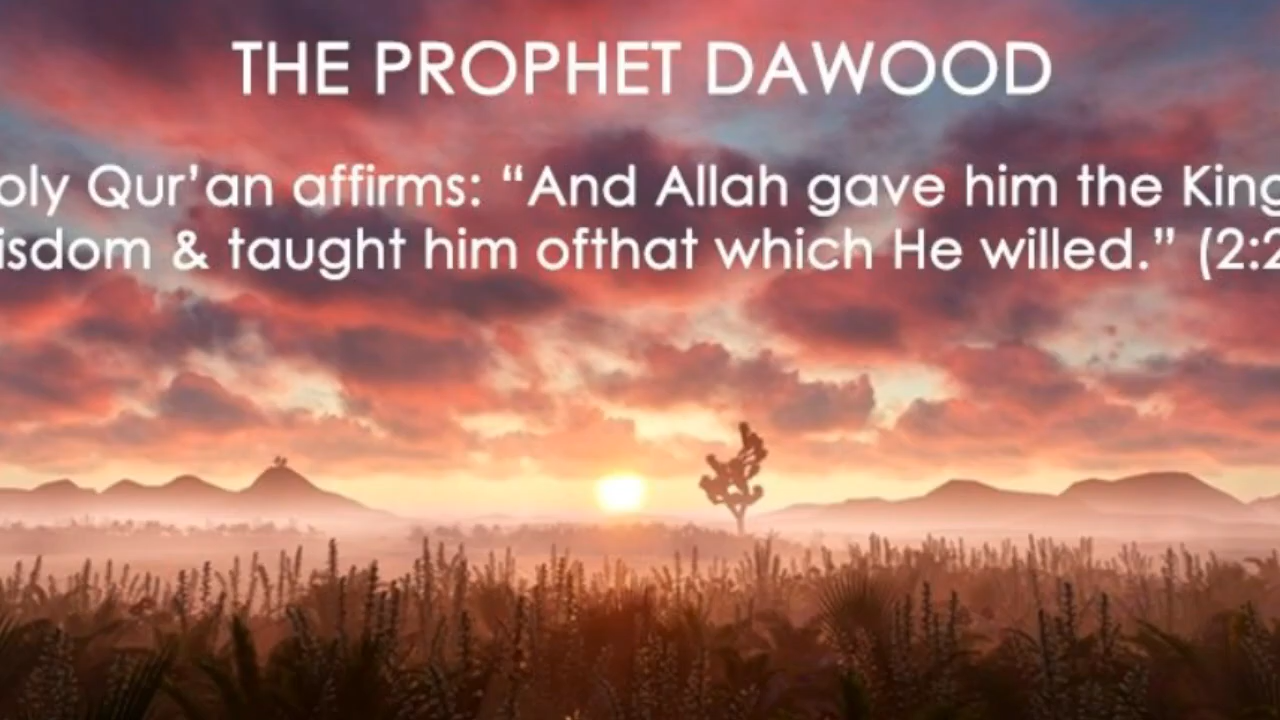 THE PROPHET DAWOOD
oly Qur’an affirms: “And Allah gave him the King
isdom & taught him ofthat which He willed.” (2:2